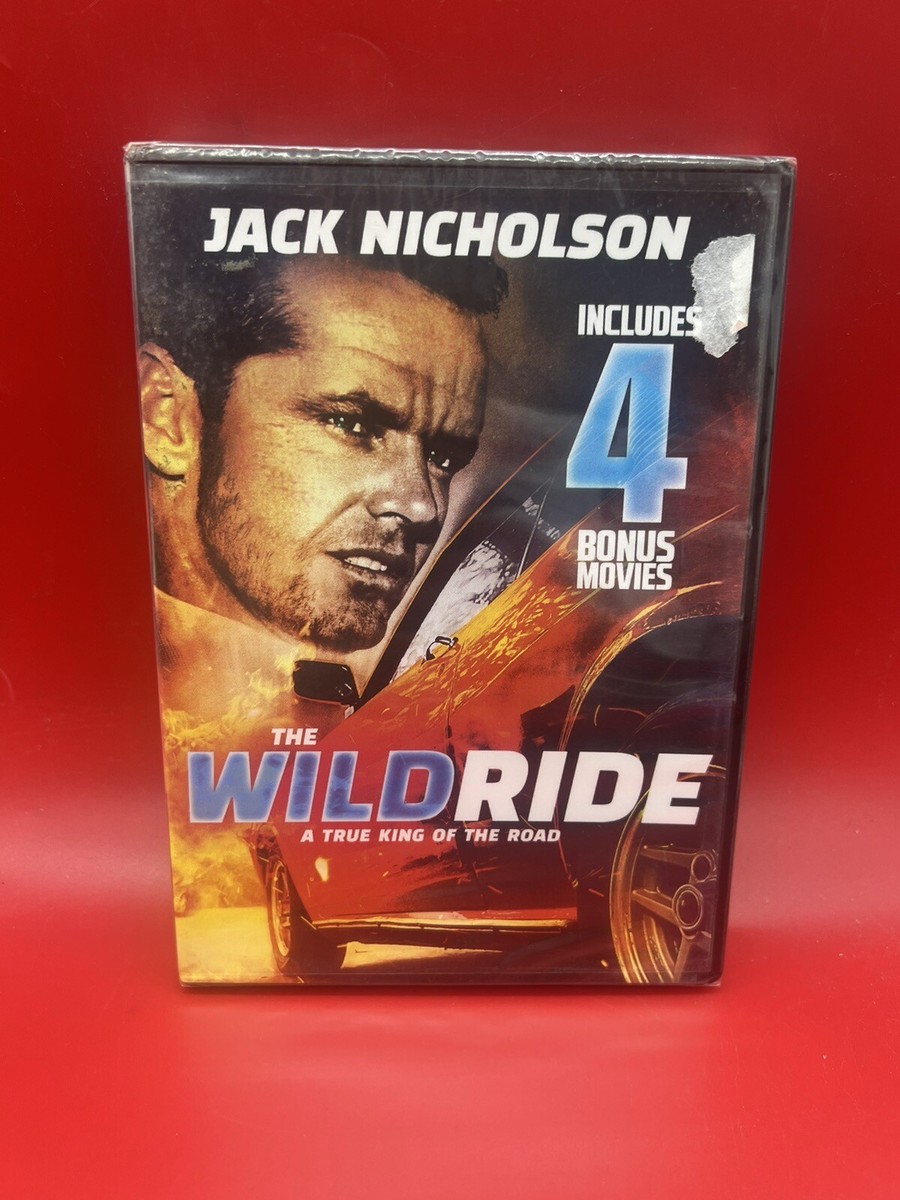 JACK NICHOLSON
INCLUDES
4
BONUS
MOVIES
THE
WILDRIDE
A TRUE KING OF THE ROAD